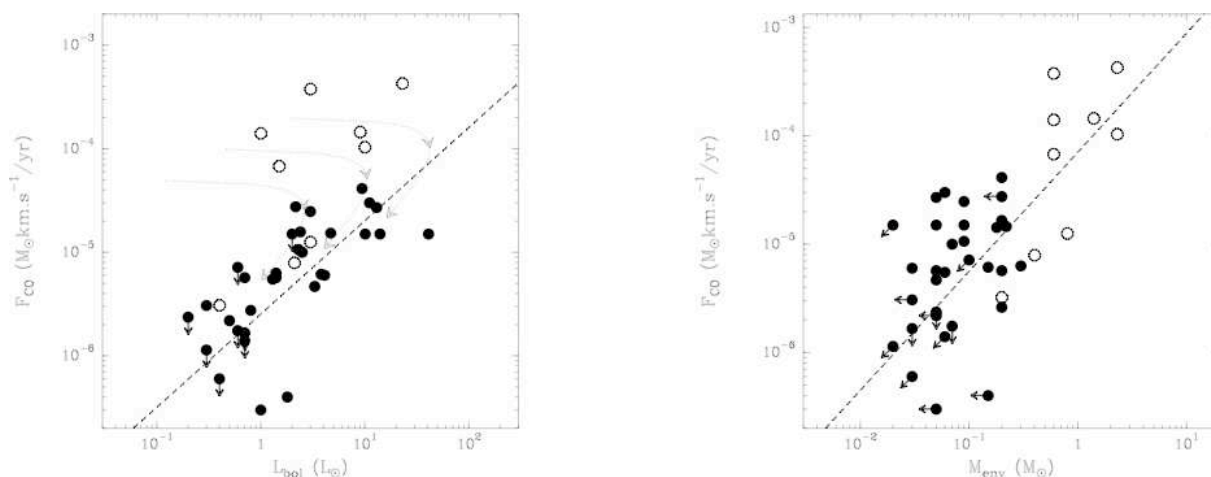 10⁻³
10⁻⁴
10⁻⁵
10⁻⁶
F_CO (M_⊙km.s⁻¹/yr)
10⁻¹ 1 10¹ 10²
L_bol (L_⊙)
10⁻³
10⁻⁴
10⁻⁵
10⁻⁶
F_CO (M_⊙km.s⁻¹/yr)
10⁻² 10⁻¹ 1 10¹
M_env (M_⊙)